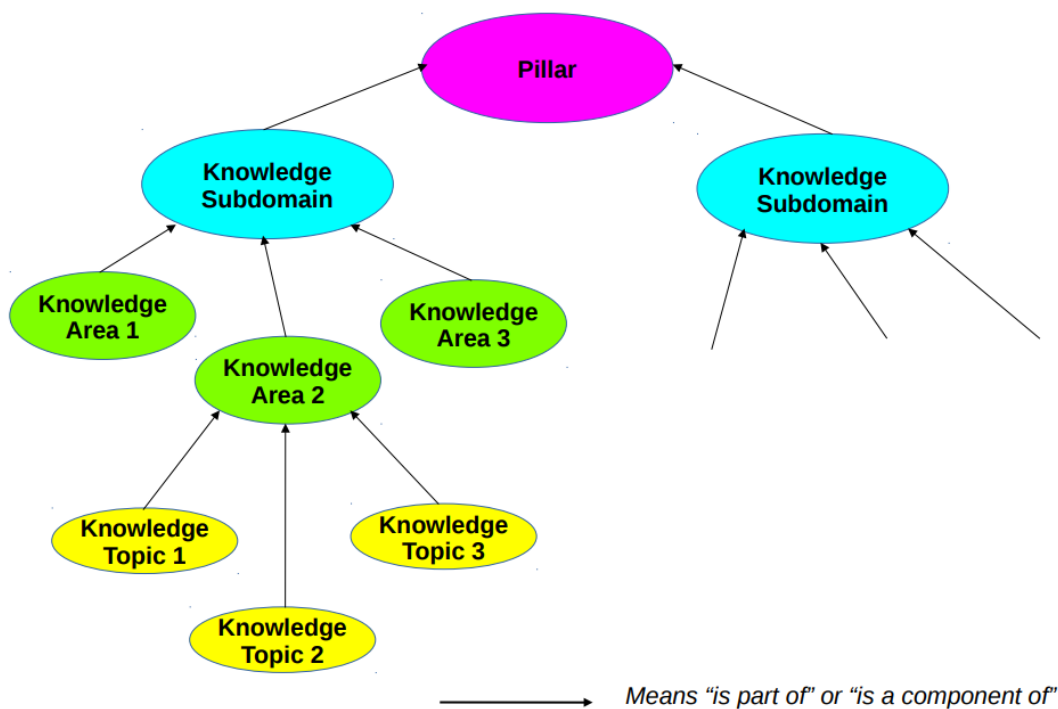 Pillar
Knowledge
Subdomain
Knowledge
Subdomain
Knowledge
Area 1
Knowledge
Area 3
Knowledge
Area 2
Knowledge
Topic 1
Knowledge
Topic 3
Knowledge
Topic 2
Means “is part of” or “is a component of”